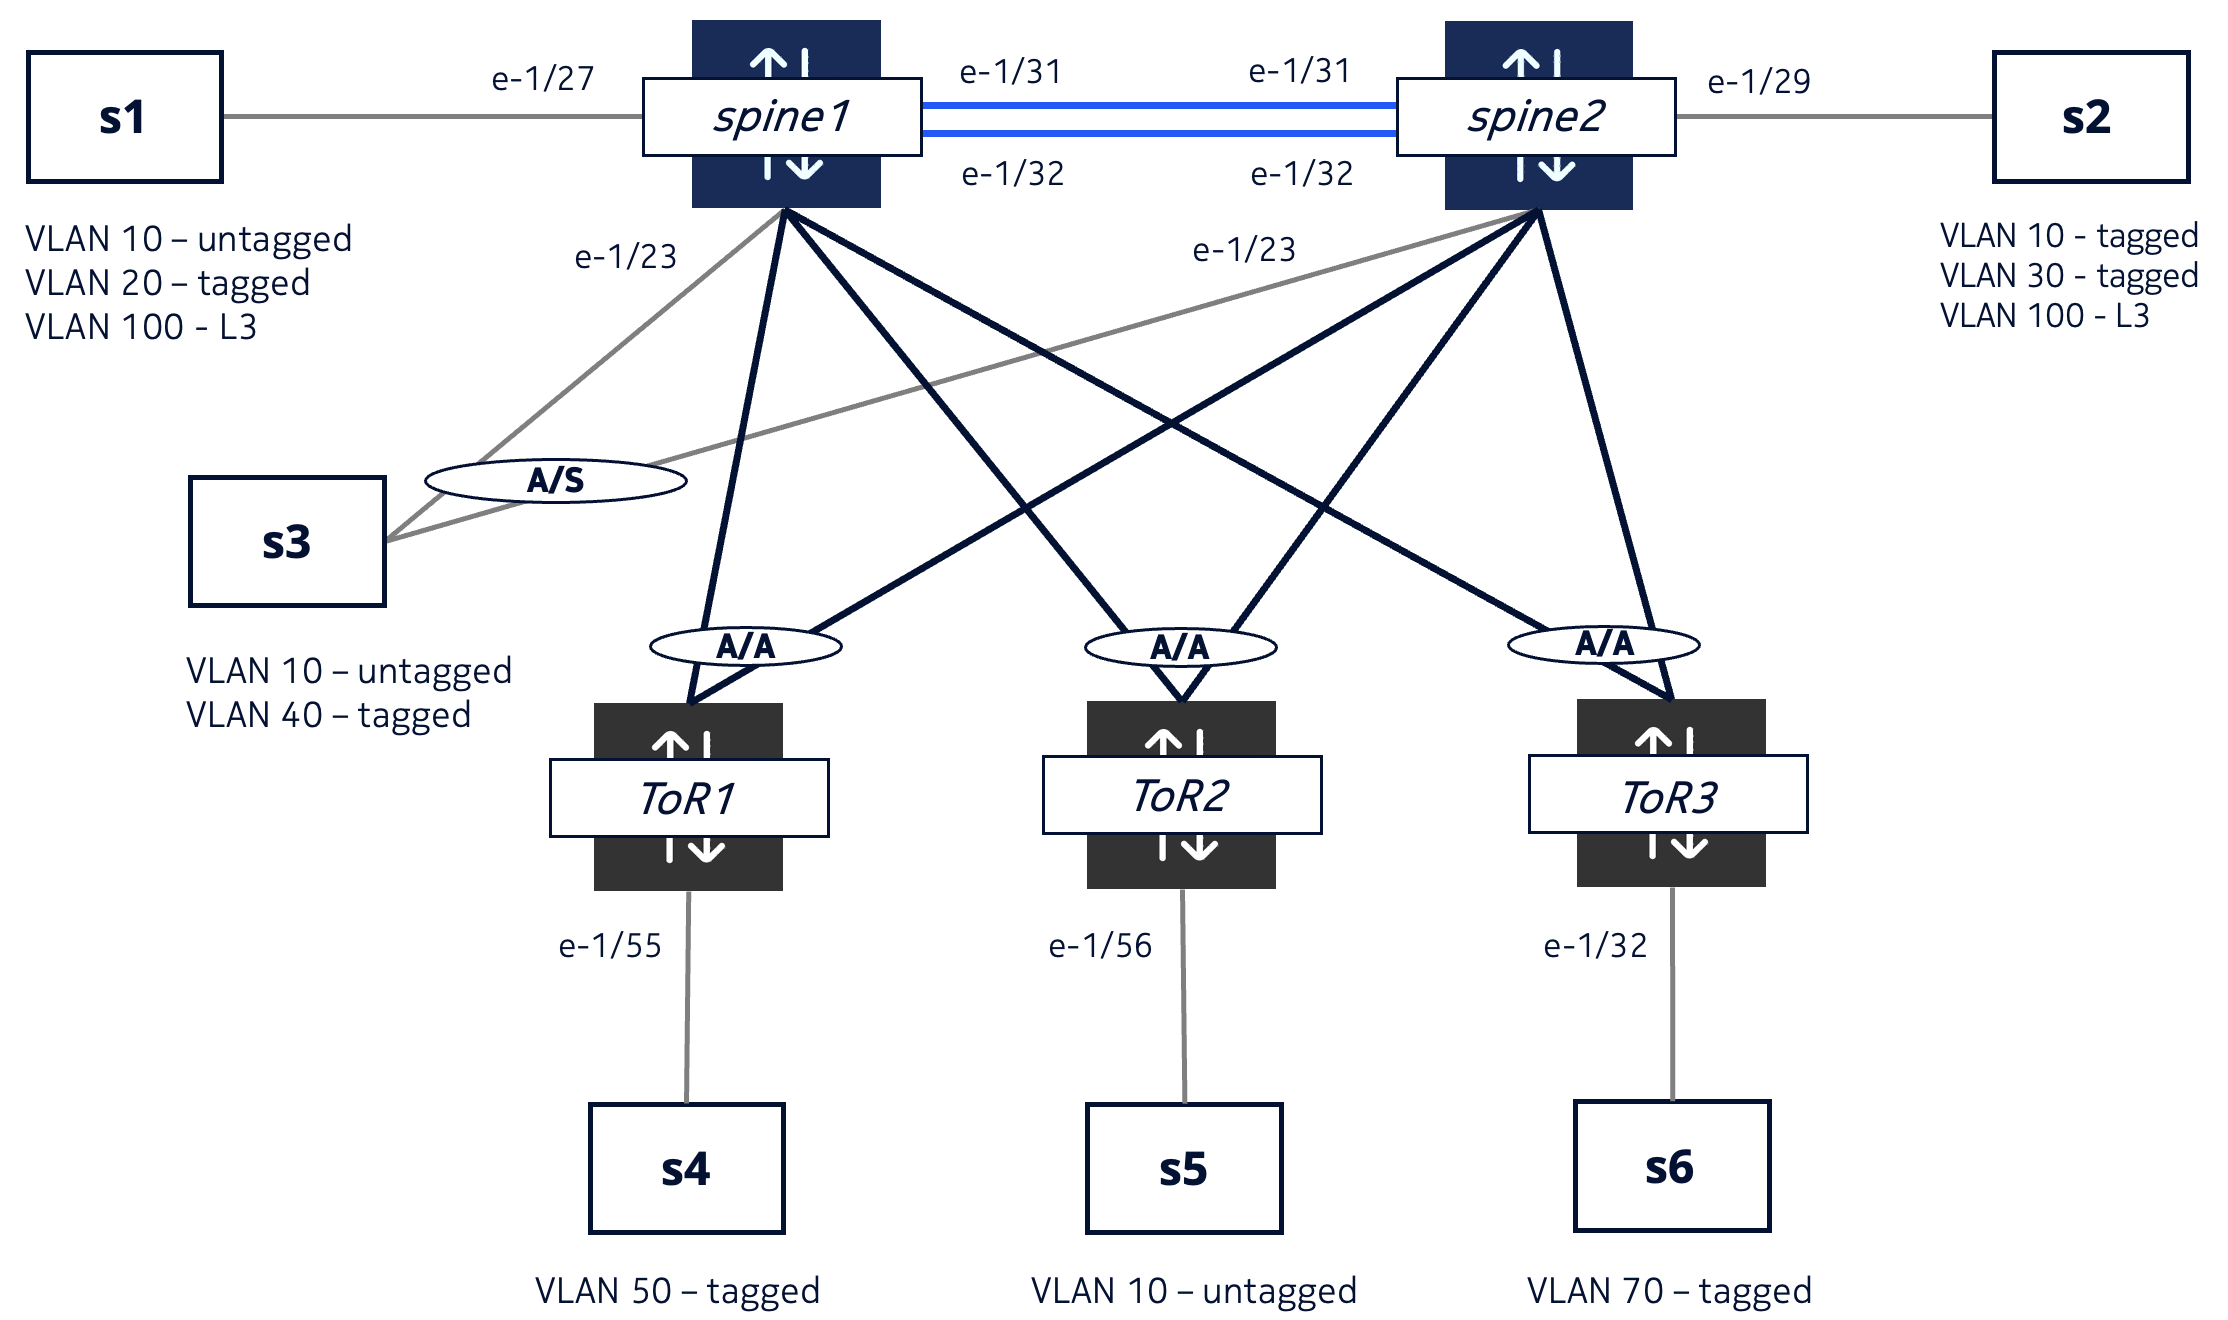 s1
e-1/27
spine1
e-1/31
e-1/31
spine2
e-1/29
s2
e-1/32
e-1/32
VLAN 10 – untagged
VLAN 20 – tagged
VLAN 100 - L3
e-1/23
e-1/23
VLAN 10 - tagged
VLAN 30 - tagged
VLAN 100 - L3
A/S
s3
VLAN 10 – untagged
VLAN 40 – tagged
A/A
A/A
A/A
ToR1
ToR2
ToR3
e-1/55
e-1/56
e-1/32
s4
s5
s6
VLAN 50 – tagged
VLAN 10 – untagged
VLAN 70 – tagged